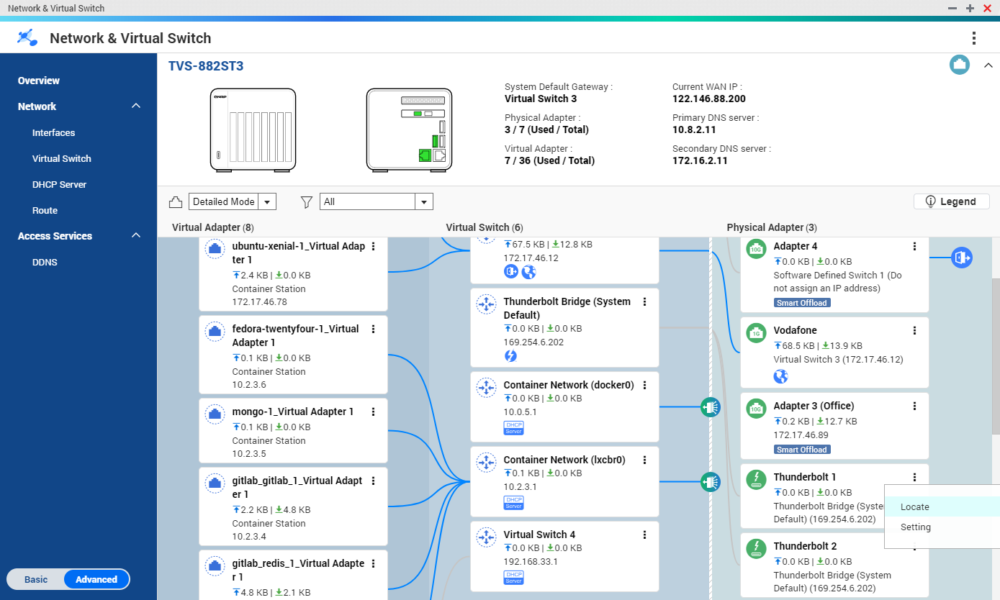 Network & Virtual Switch
Network & Virtual Switch
Overview
Network
Interfaces
Virtual Switch
DHCP Server
Route
Access Services
DDNS
Basic
Advanced
TVS-882ST3
QNAP
System Default Gateway :
Virtual Switch 3
Physical Adapter :
3 / 7 (Used / Total)
Virtual Adapter :
7 / 36 (Used / Total)
Current WAN IP :
122.146.88.200
Primary DNS server :
10.8.2.11
Secondary DNS server :
172.16.2.11
Detailed Mode
All
Legend
Virtual Adapter (8)
ubuntu-xenial-1_Virtual Adap
ter 1
2.4 KB | 0.0 KB
Container Station
172.17.46.78
fedora-twentyfour-1_Virtual
Adapter 1
0.1 KB | 0.0 KB
Container Station
10.2.3.6
mongo-1_Virtual Adapter 1
0.1 KB | 0.0 KB
Container Station
10.2.3.5
gitlab_gitlab_1_Virtual Adapt
er 1
2.2 KB | 4.8 KB
Container Station
10.2.3.4
gitlab_redis_1_Virtual Adapte
r 1
4.8 KB | 2.1 KB
Virtual Switch (6)
67.5 KB | 12.8 KB
172.17.46.12
Thunderbolt Bridge (System
Default)
0.0 KB | 0.0 KB
169.254.6.202
Container Network (docker0)
0.0 KB | 0.0 KB
10.0.5.1
DHCP
Server
Container Network (lxcbr0)
0.1 KB | 0.0 KB
10.2.3.1
DHCP
Server
Virtual Switch 4
0.0 KB | 0.0 KB
192.168.33.1
DHCP
Server
Physical Adapter (3)
10G
Adapter 4
0.0 KB | 0.0 KB
Software Defined Switch 1 (Do
not assign an IP address)
Smart Offload
1G
Vodafone
68.5 KB | 13.9 KB
Virtual Switch 3 (172.17.46.12)
10G
Adapter 3 (Office)
0.2 KB | 12.7 KB
172.17.46.89
Smart Offload
Thunderbolt 1
0.0 KB | 0.0 KB
Thunderbolt Bridge (Syste
Default) (169.254.6.202)
Locate
Setting
Thunderbolt 2
0.0 KB | 0.0 KB
Thunderbolt Bridge (System
Default) (169.254.6.202)